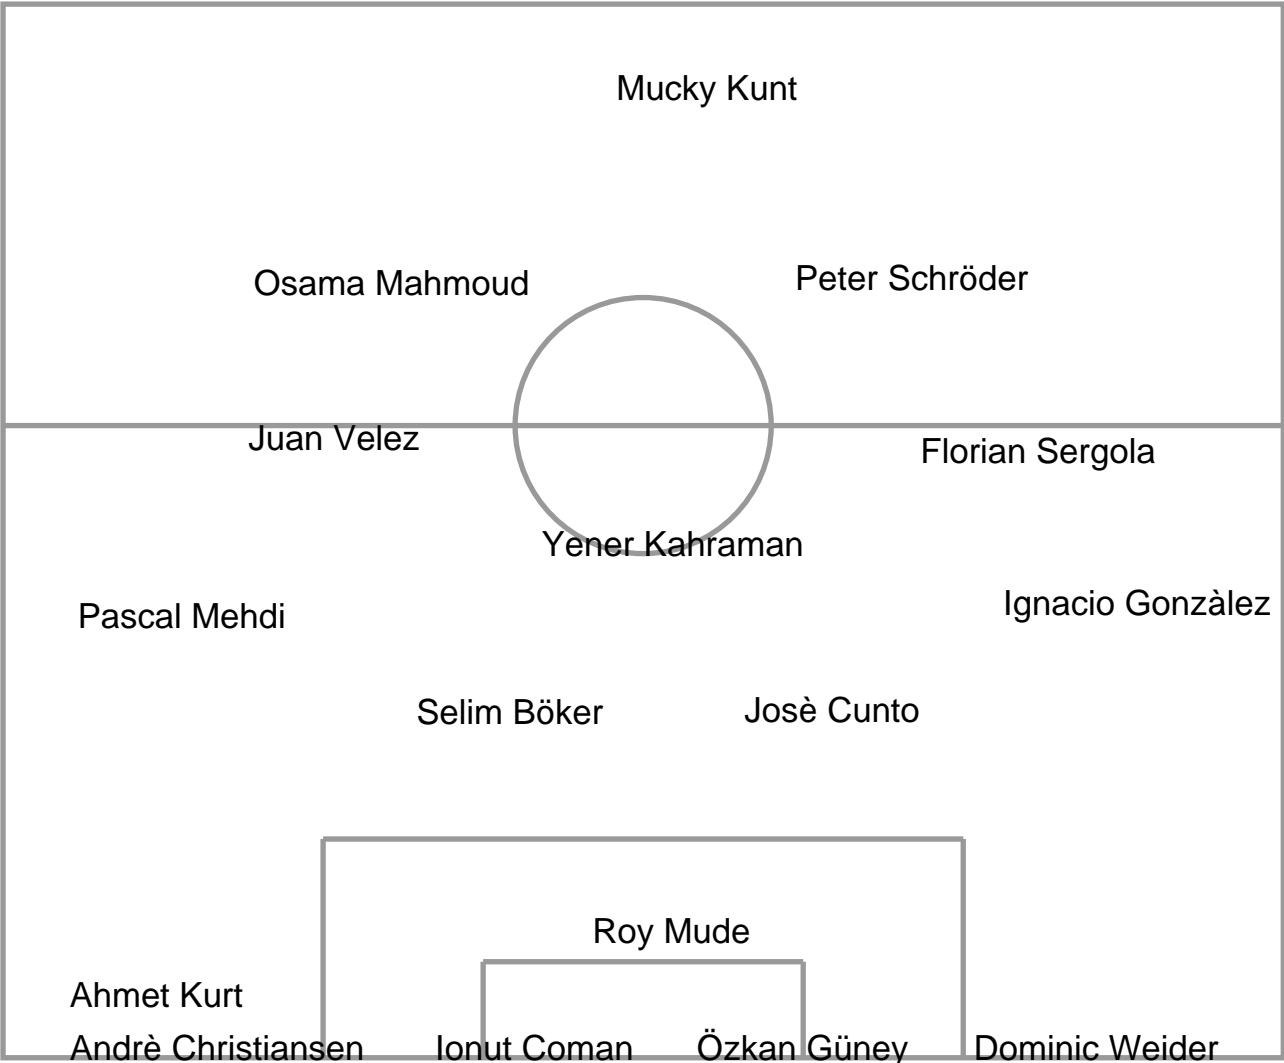 Mucky Kunt
Osama Mahmoud Peter Schröder
Juan Velez Florian Sergola
Yener Kahraman
Pascal Mehdi Ignacio Gonzàlez
Selim Böker Josè Cunto
Roy Mude
Ahmet Kurt
Andrè Christiansen Ionut Coman Özkan Güney Dominic Weider